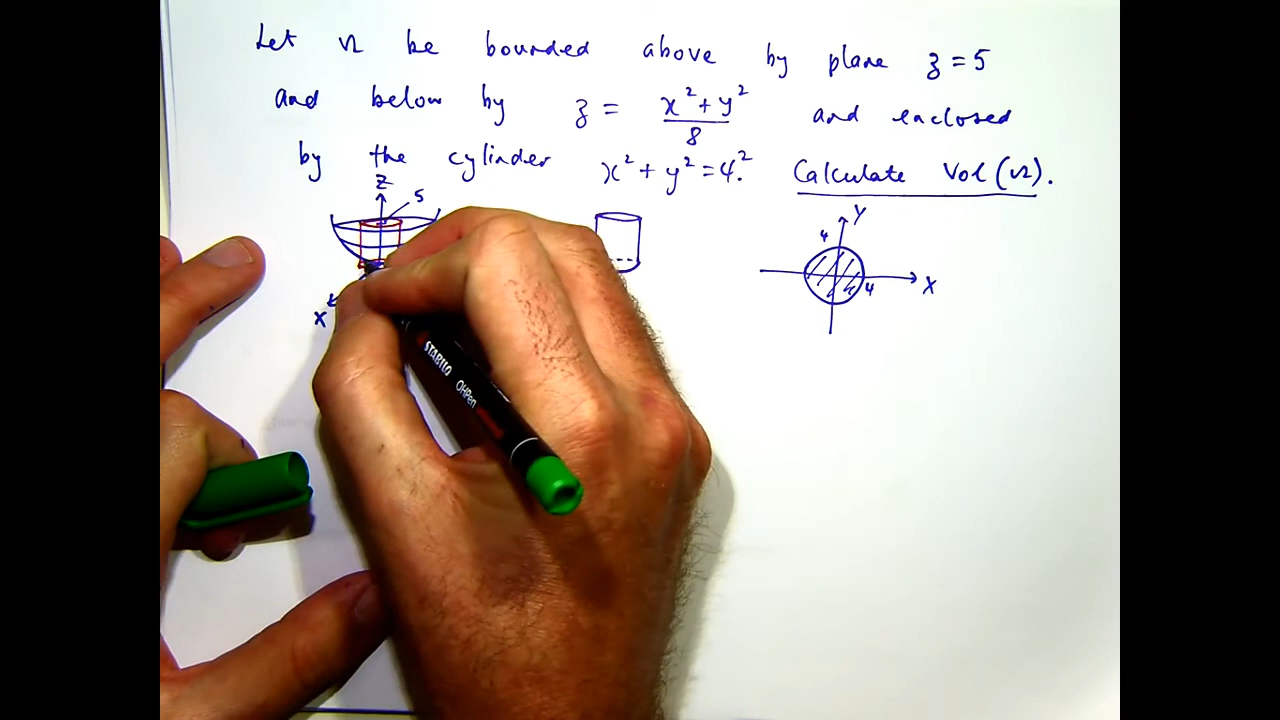 Let Ω be bounded above by plane z = 5
and below by z = x² + y² / 8 and enclosed
by the cylinder x² + y² = 4². Calculate Vol(Ω).
z 5
x
y
4
4 x
STABILO OHPen